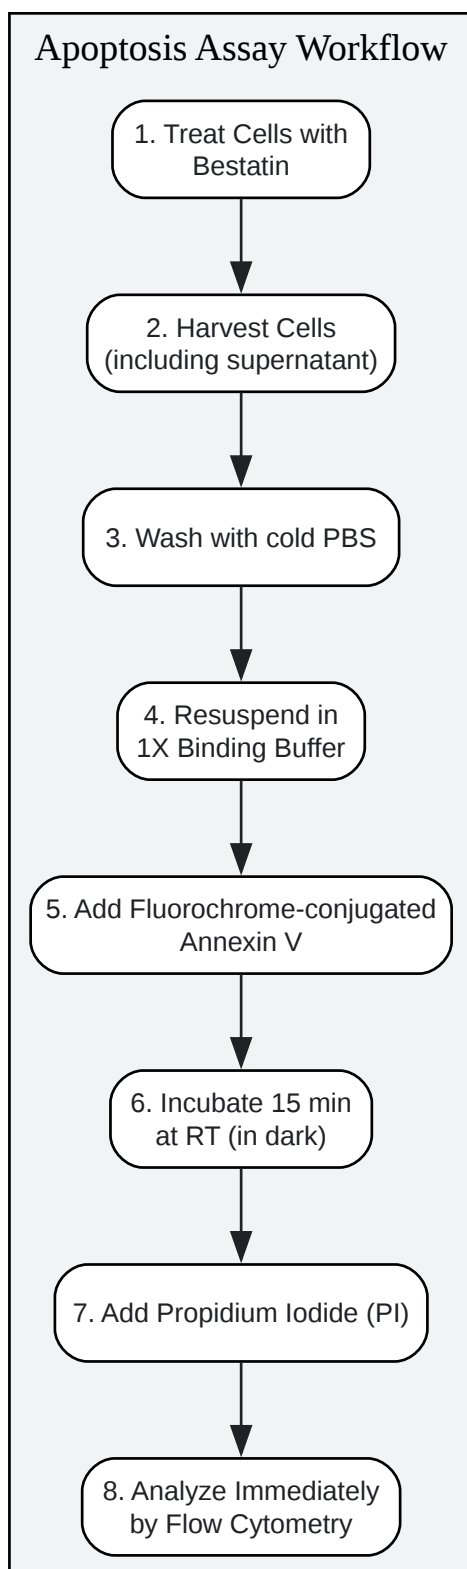 Apoptosis Assay Workflow
1. Treat Cells with
Bestatin
2. Harvest Cells
(including supernatant)
3. Wash with cold PBS
4. Resuspend in
1X Binding Buffer
5. Add Fluorochrome-conjugated
Annexin V
6. Incubate 15 min
at RT (in dark)
7. Add Propidium Iodide (PI)
8. Analyze Immediately
by Flow Cytometry